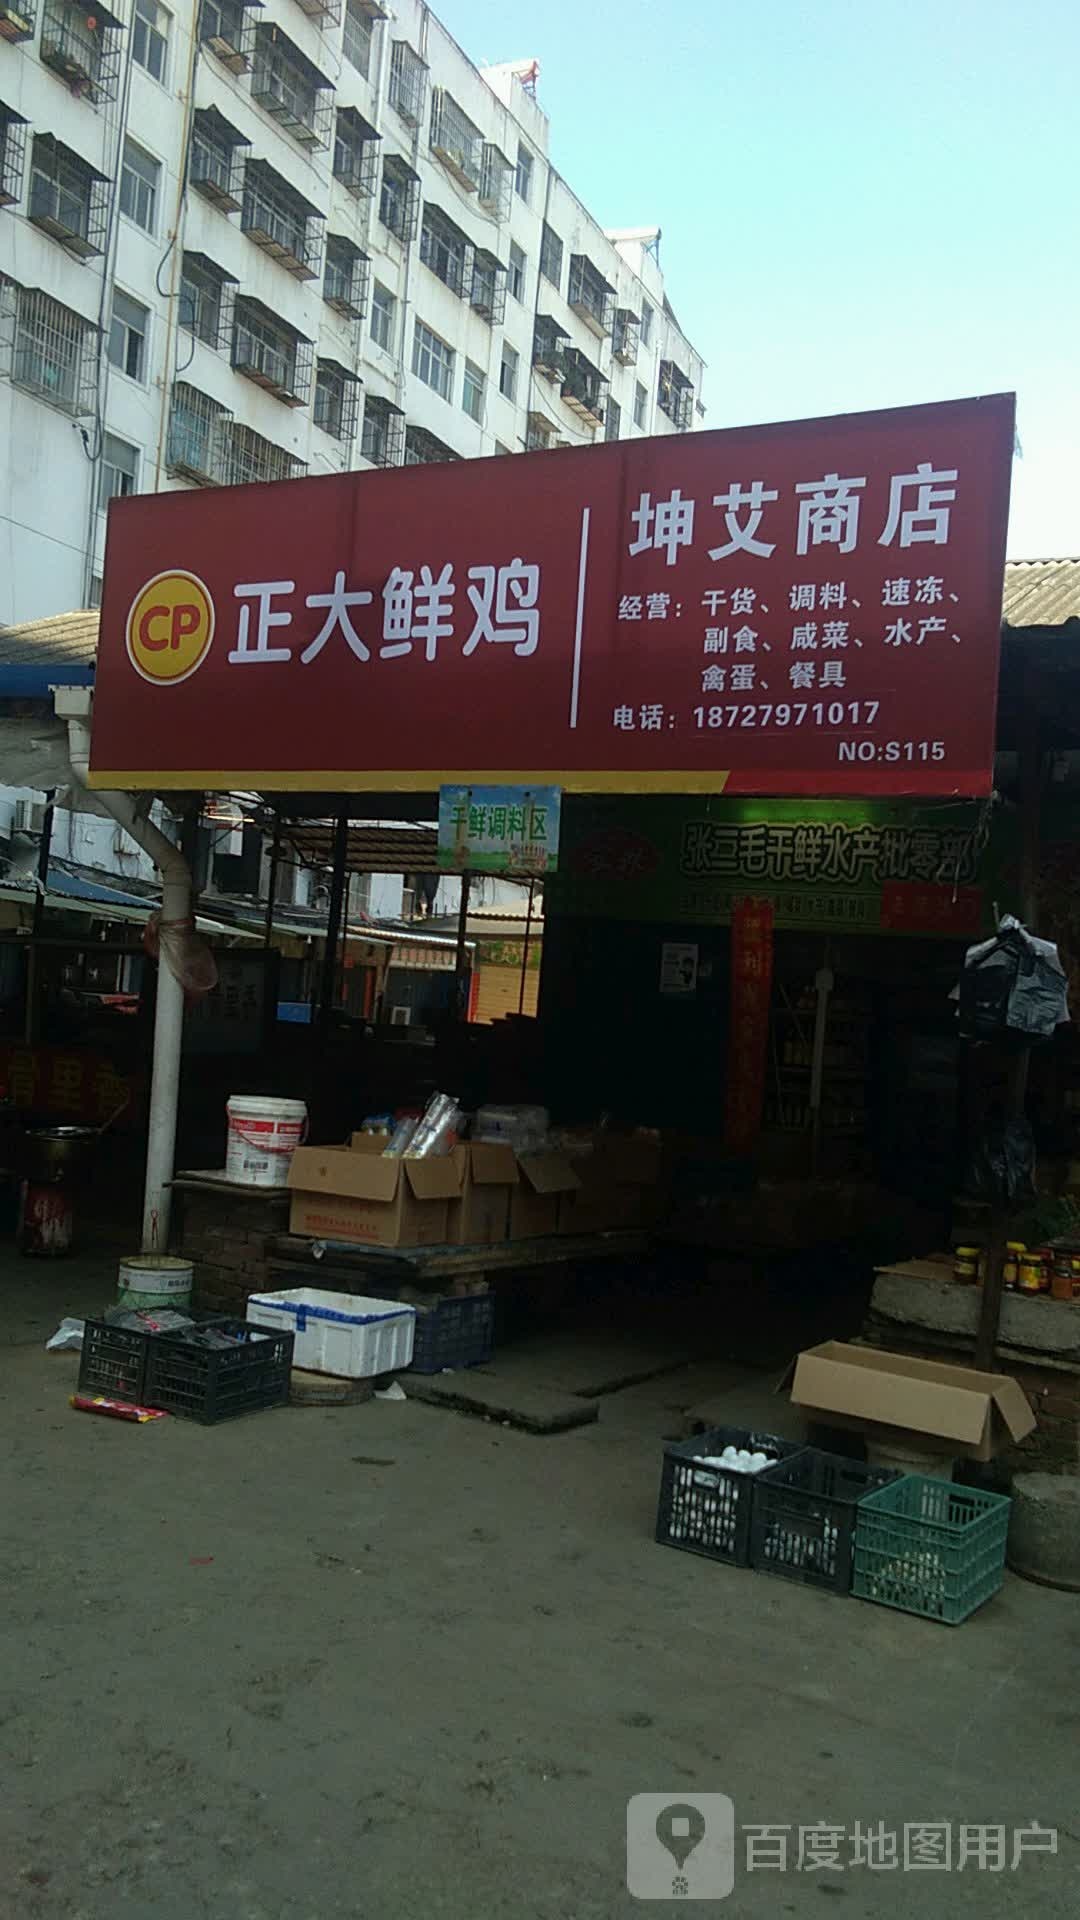 CP 正大鲜鸡
坤艾商店
经营：干货、调料、速冻、
副食、咸菜、水产、
禽蛋、餐具
电话：18727971017
NO:S115
干鲜调料区
张三毛干鲜水产批零部
百度地图用户